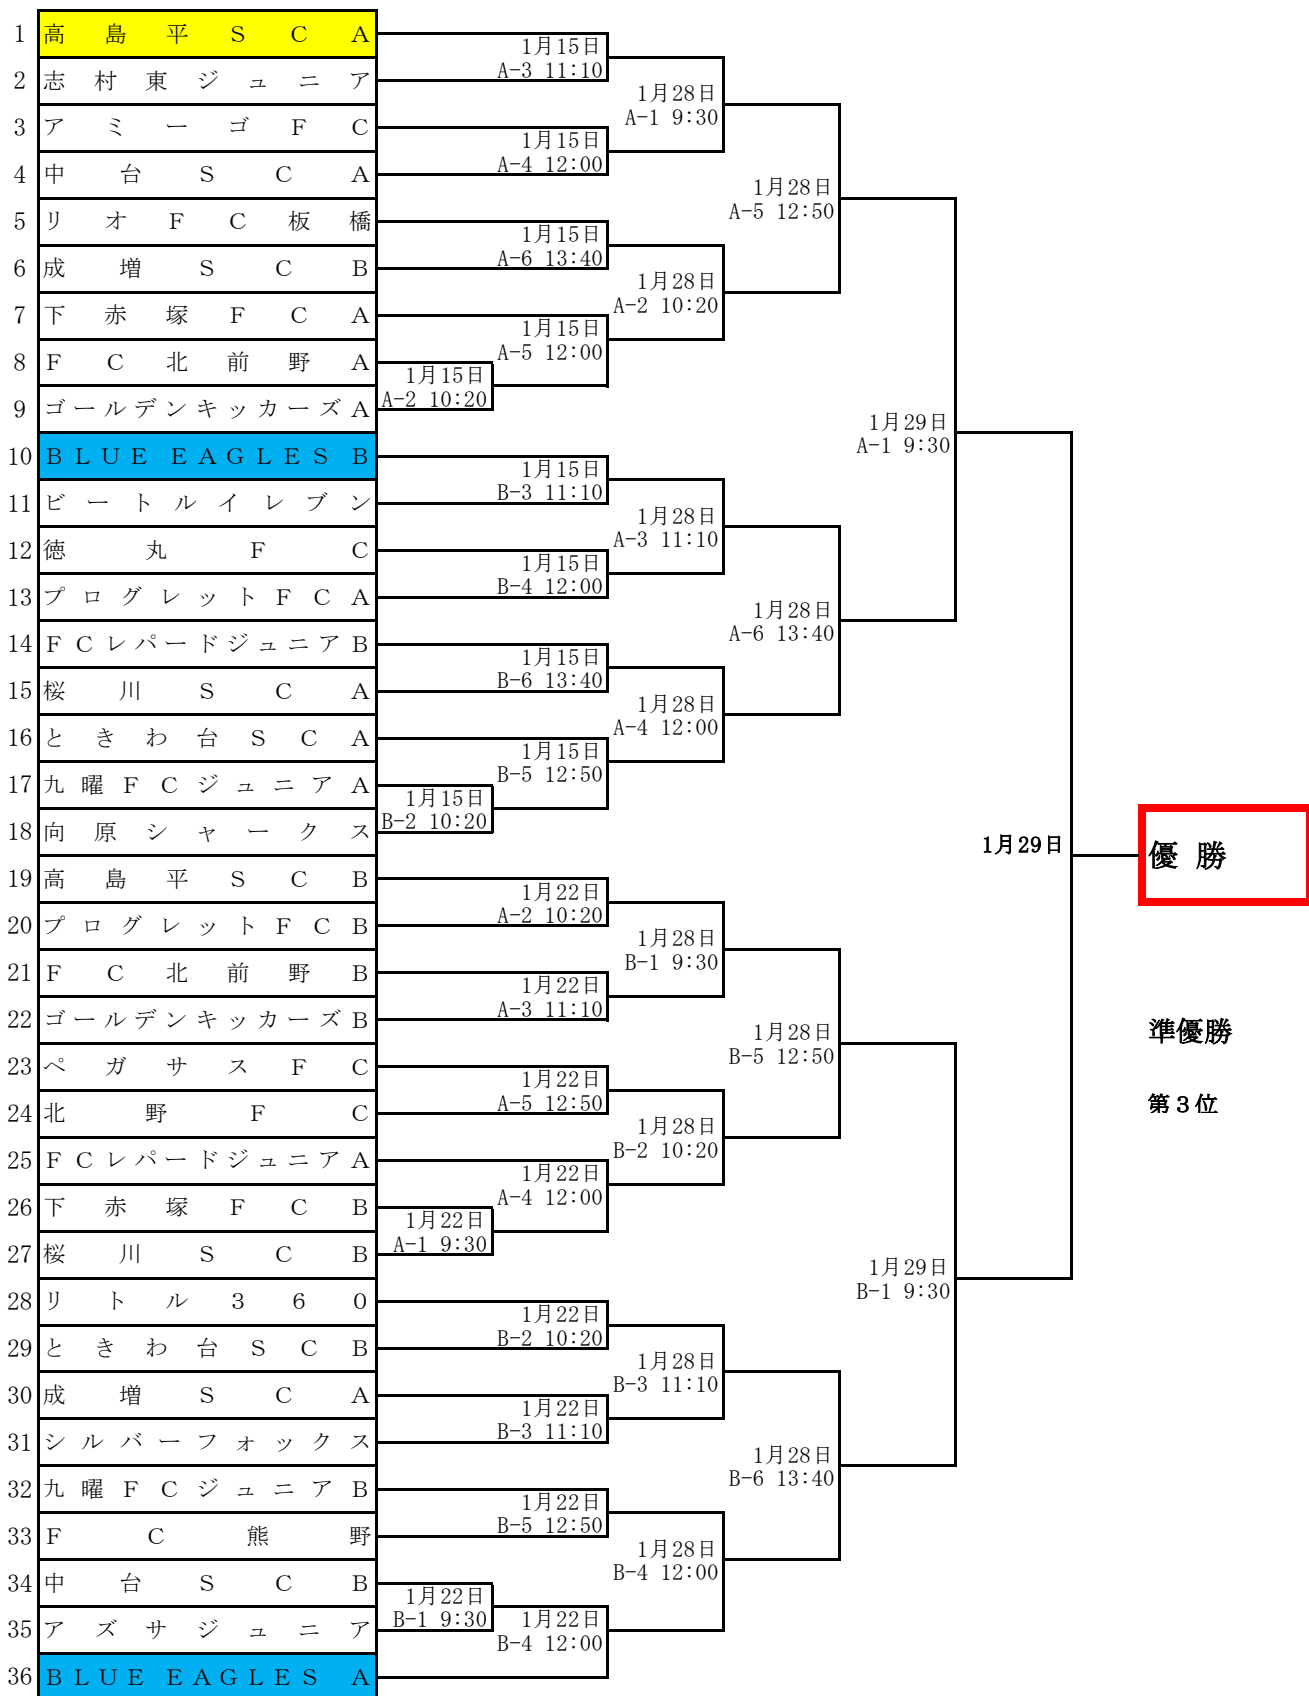 1 高島平SCA
2 志村東ジュニア
3 アミーゴFC
4 中台SCA
5 リオFC板橋
6 成増SCB
7 下赤塚FCA
8 FC北前野A
9 ゴールデンキッカーズA
10 BLUE EAGLES B
11 ビートルイレブン
12 徳丸FC
13 プログレットFCA
14 FCレパードジュニアB
15 桜川SCA
16 ときわ台SCA
17 九曜FCジュニアA
18 向原シャークス
19 高島平SCB
20 プログレットFCB
21 FC北前野B
22 ゴールデンキッカーズB
23 ペガサスFC
24 北野FC
25 FCレパードジュニアA
26 下赤塚FCB
27 桜川SCB
28 リトル360
29 ときわ台SCB
30 成増SCA
31 シルバーフォックス
32 九曜FCジュニアB
33 FC熊野
34 中台SCB
35 アズサジュニア
36 BLUE EAGLES A
1月15日
A-2 10:20
1月15日
B-2 10:20
1月22日
A-1 9:30
1月22日
B-1 9:30
1月15日
A-3 11:10
1月15日
A-4 12:00
1月15日
A-6 13:40
1月15日
A-5 12:00
1月15日
B-3 11:10
1月15日
B-4 12:00
1月15日
B-6 13:40
1月15日
B-5 12:50
1月22日
A-2 10:20
1月22日
A-3 11:10
1月22日
A-5 12:50
1月22日
A-4 12:00
1月22日
B-2 10:20
1月22日
B-3 11:10
1月22日
B-5 12:50
1月22日
B-4 12:00
1月28日
A-1 9:30
1月28日
A-2 10:20
1月28日
A-3 11:10
1月28日
A-4 12:00
1月28日
B-1 9:30
1月28日
B-2 10:20
1月28日
B-3 11:10
1月28日
B-4 12:00
1月28日
A-5 12:50
1月28日
A-6 13:40
1月28日
B-5 12:50
1月28日
B-6 13:40
1月29日
A-1 9:30
1月29日
B-1 9:30
1月29日
優 勝
準優勝
第3位